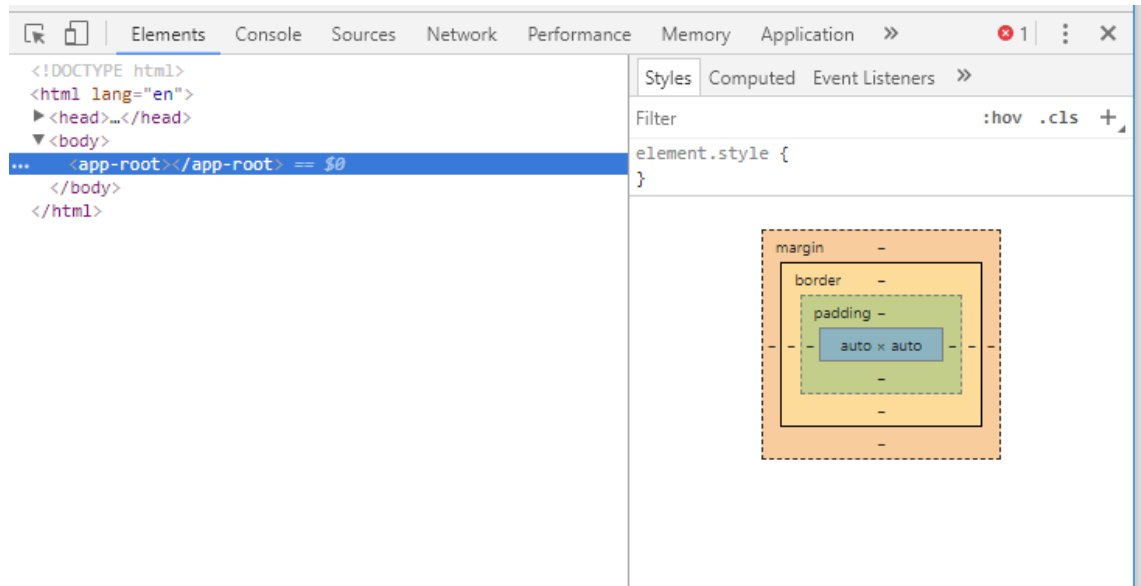 Elements Console Sources Network Performance Memory Application » 1
<!DOCTYPE html>
<html lang="en">
▶<head>…</head>
▼<body>
... <app-root></app-root> == $0
</body>
</html>
Styles Computed Event Listeners »
Filter :hov .cls +
element.style {
}
margin –
border –
padding –
– – – auto × auto – – –
–
–
–